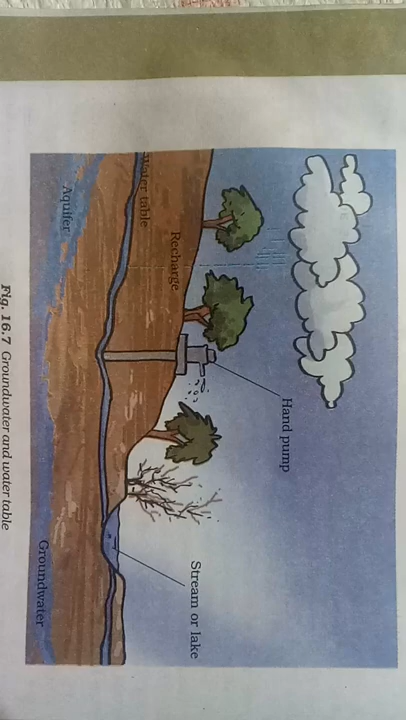 Hand pump
Recharge
Water table
Stream or lake
Aquifer
Groundwater
Fig. 16.7 Groundwater and water table